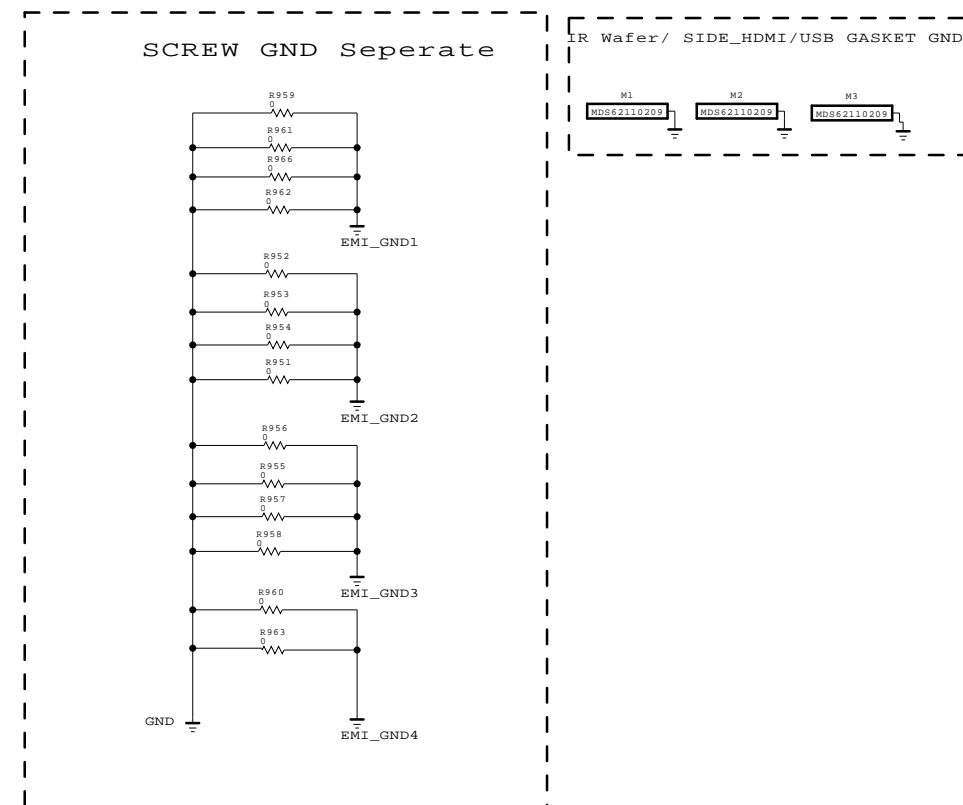 SCREW GND Seperate
R959
0
R961
0
R966
0
R962
0
EMI_GND1
R952
0
R953
0
R954
0
R951
0
EMI_GND2
R956
0
R955
0
R957
0
R958
0
EMI_GND3
R960
0
R963
0
GND
EMI_GND4
IR Wafer/ SIDE_HDMI/USB GASKET GND
M1
MDS62110209
M2
MDS62110209
M3
MDS62110209